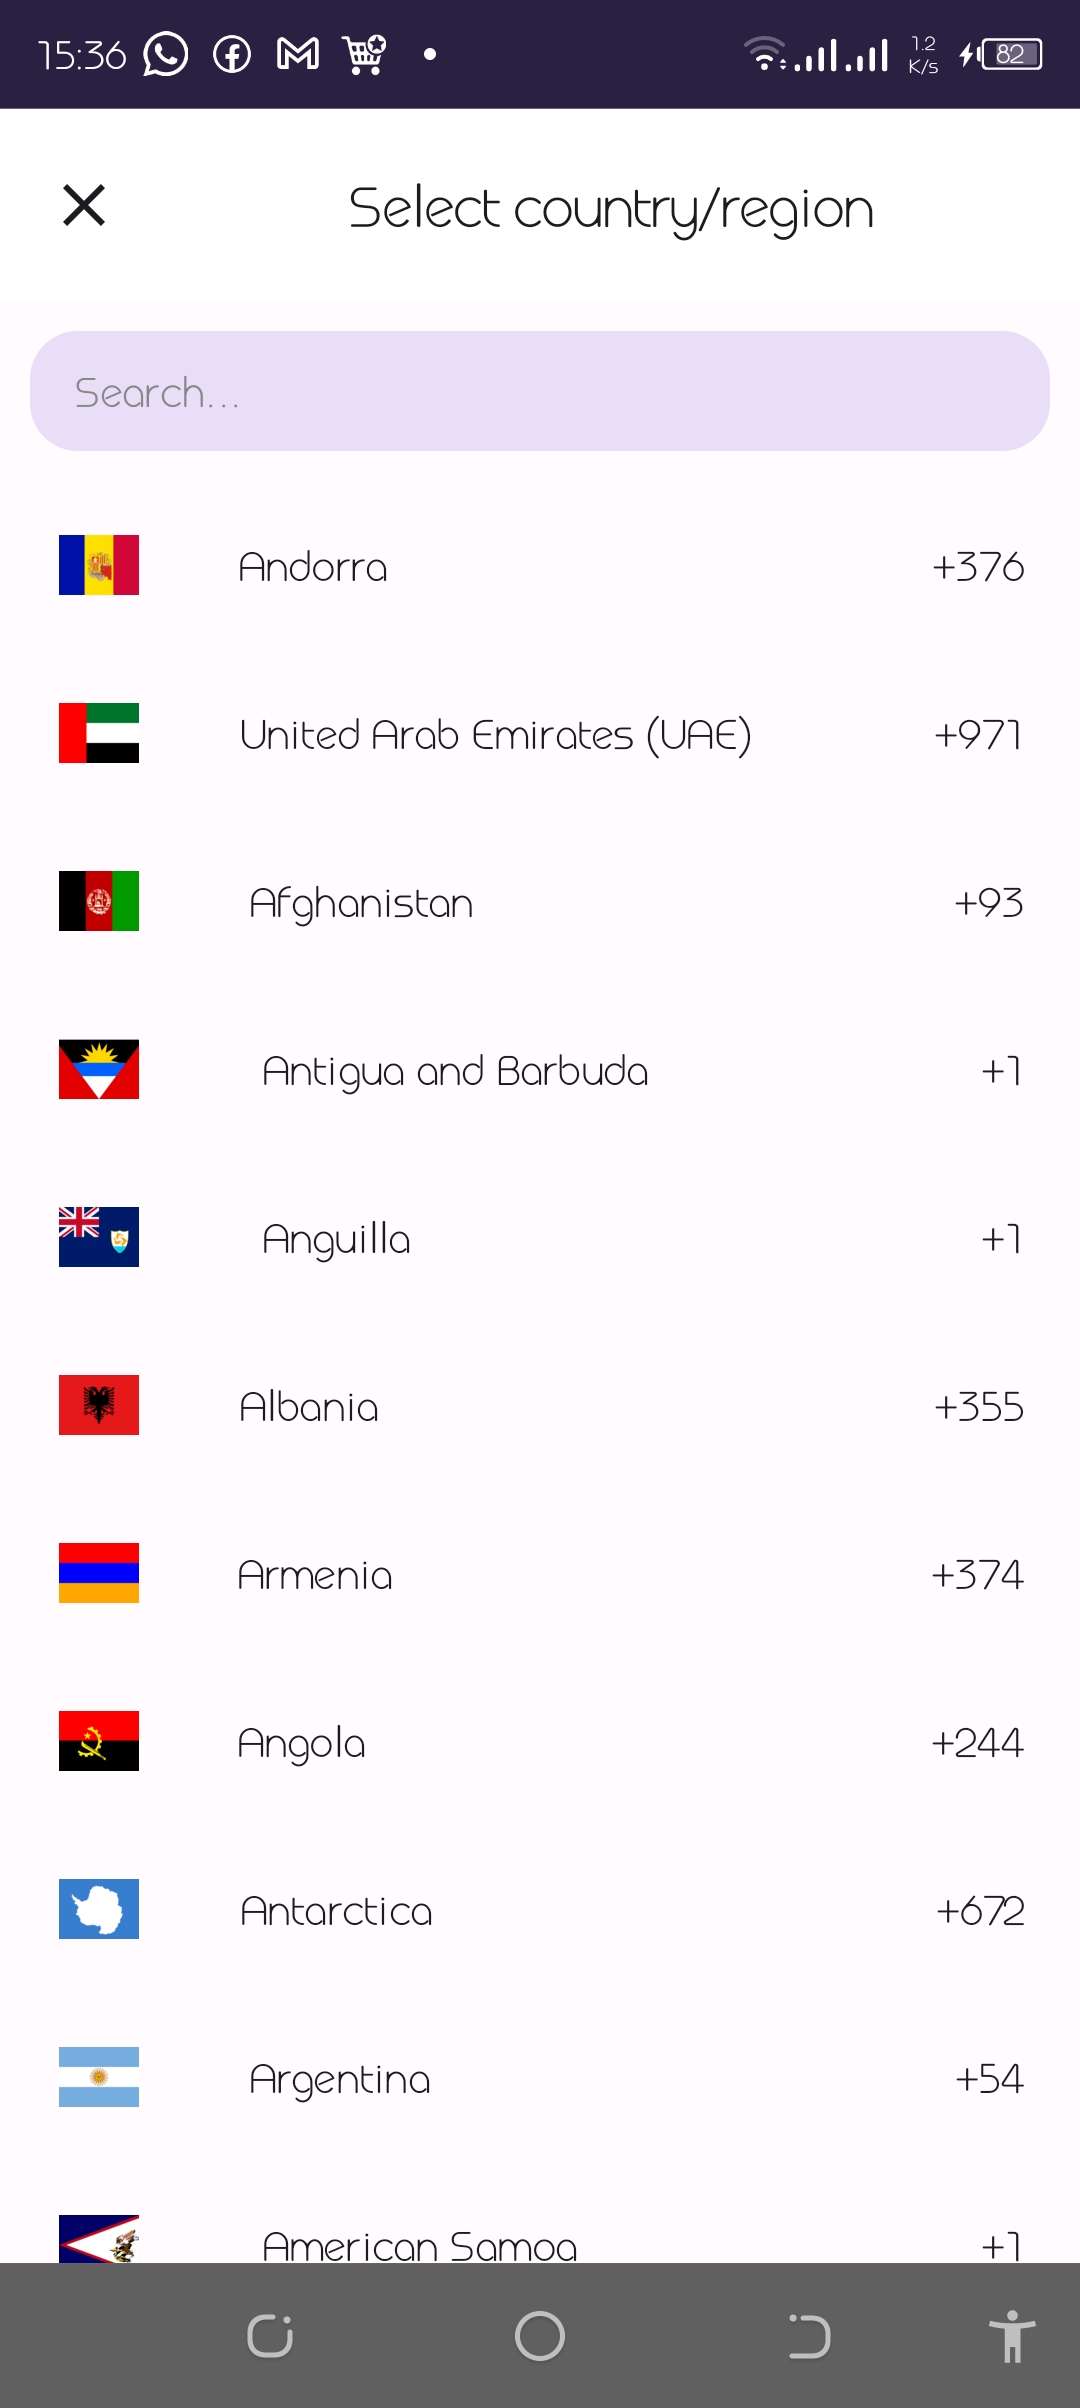 15:36
1.2
K/s
82
Select country/region
Search...
Andorra +376
United Arab Emirates (UAE) +971
Afghanistan +93
Antigua and Barbuda +1
Anguilla +1
Albania +355
Armenia +374
Angola +244
Antarctica +672
Argentina +54
American Samoa +1